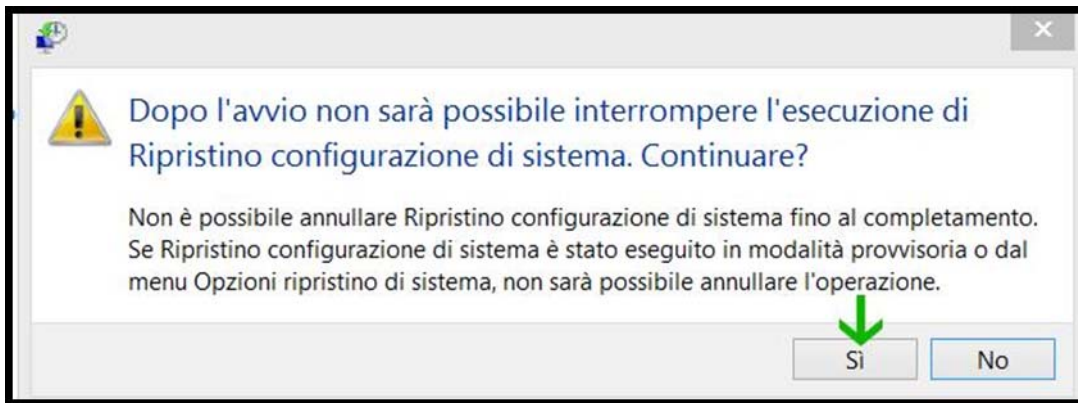 Dopo l'avvio non sarà possibile interrompere l'esecuzione di
Ripristino configurazione di sistema. Continuare?
Non è possibile annullare Ripristino configurazione di sistema fino al completamento.
Se Ripristino configurazione di sistema è stato eseguito in modalità provvisoria o dal
menu Opzioni ripristino di sistema, non sarà possibile annullare l'operazione.
Sì No